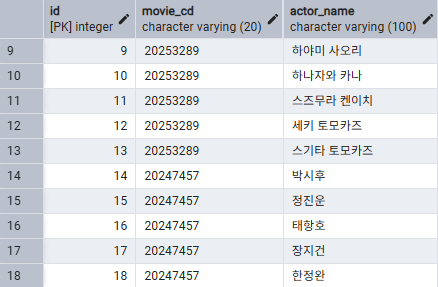 id movie_cd actor_name
[PK] integer character varying (20) character varying (100)
9 9 20253289 하야미 사오리
10 10 20253289 하나자와 카나
11 11 20253289 스즈무라 켄이치
12 12 20253289 세키 토모카즈
13 13 20253289 스기타 토모카즈
14 14 20247457 박시후
15 15 20247457 정진운
16 16 20247457 태항호
17 17 20247457 장지건
18 18 20247457 한정완